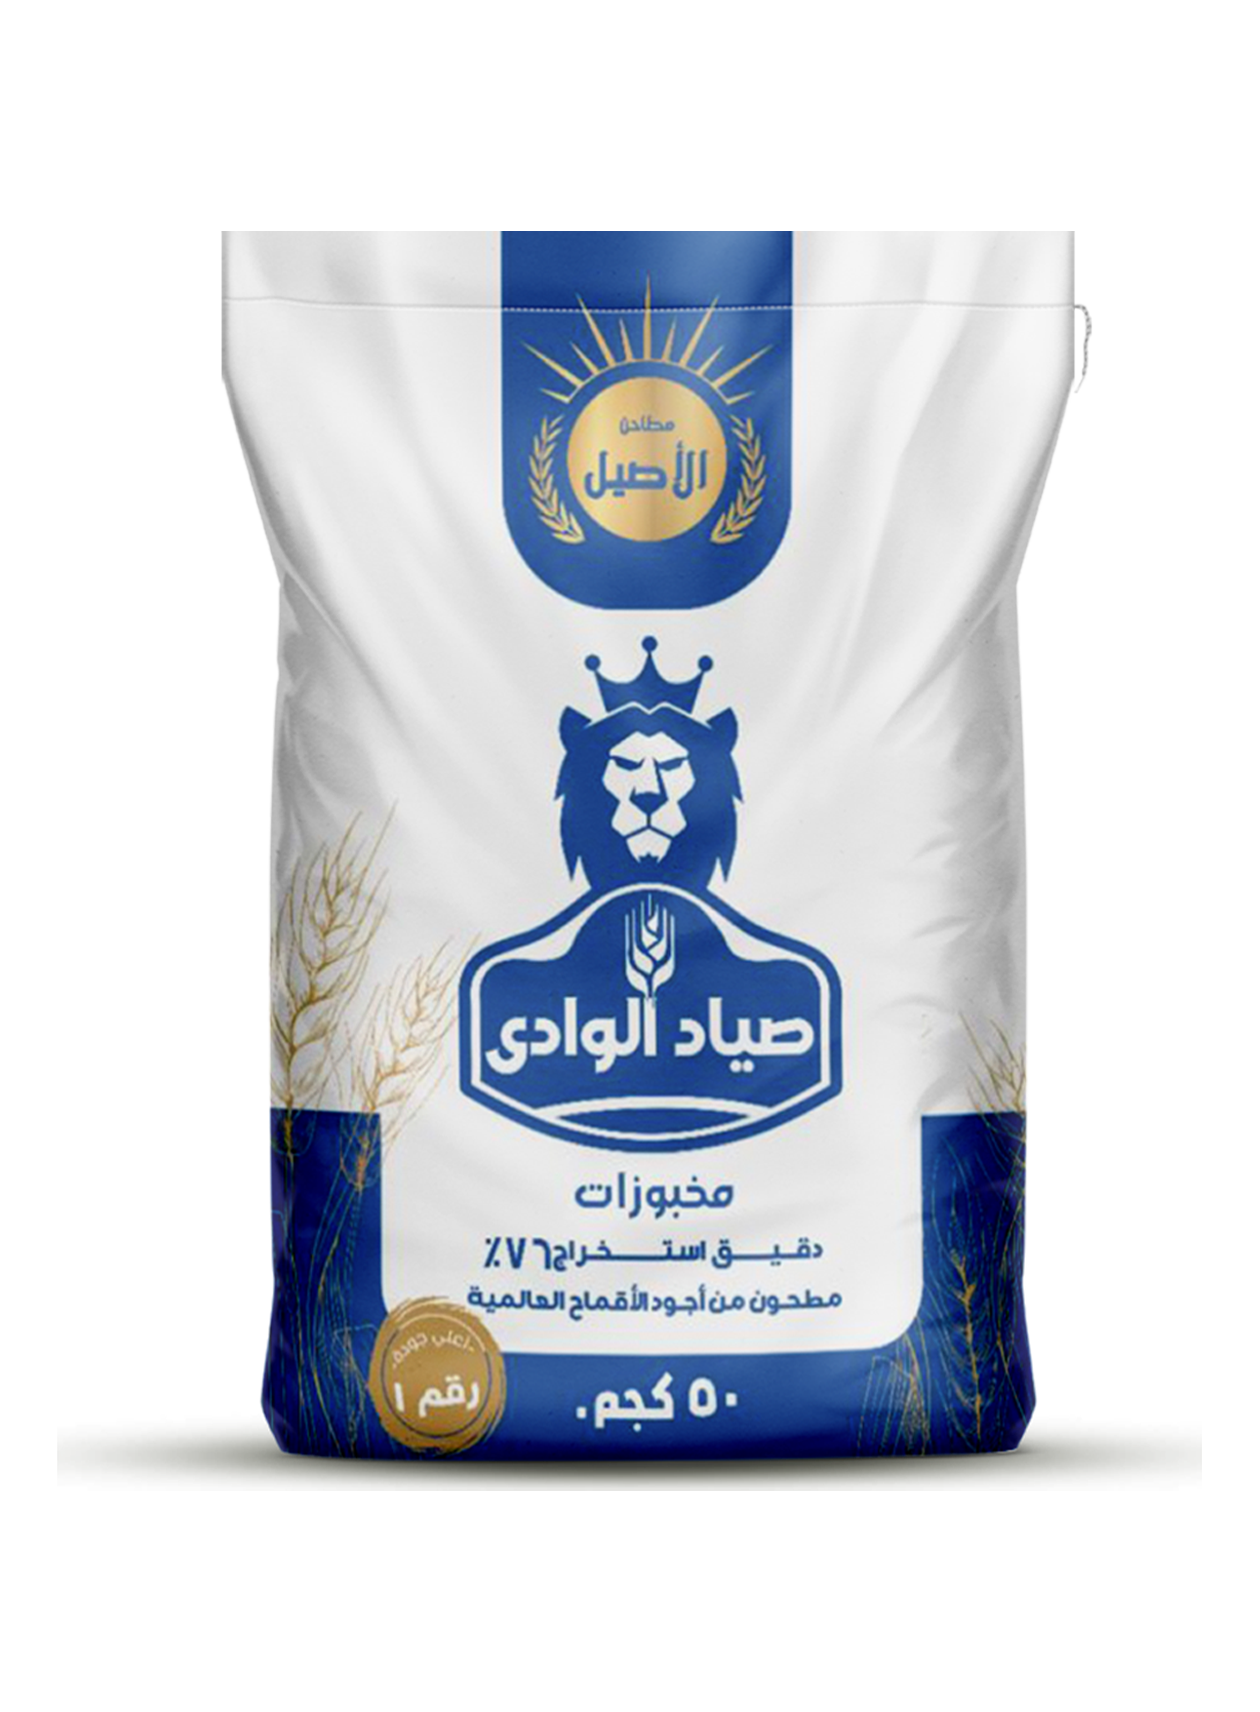 مطاحن
الأصيل
صياد الوادى
مخبوزات
دقيق استخراج ٧٦٪
مطحون من أجود الأقماح العالمية
أعلى جودة
رقم ١
٥٠ كجم.